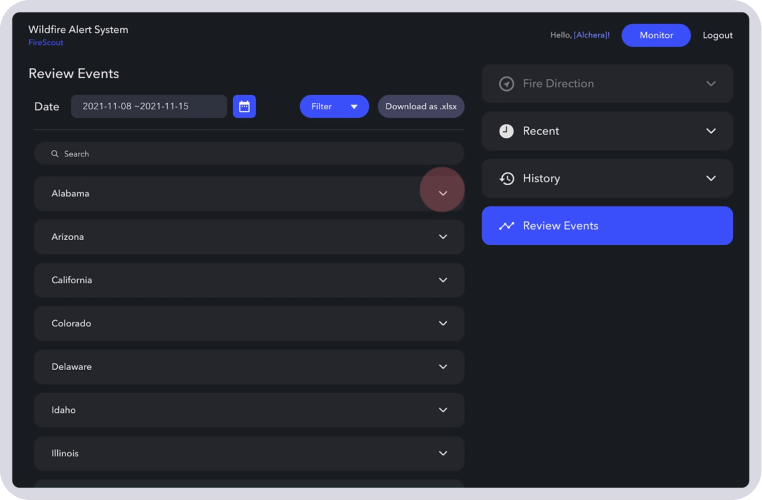 Wildfire Alert System
FireScout
Hello, [Alchera]!
Monitor
Logout
Review Events
Date
2021-11-08 ~2021-11-15
Filter
Download as .xlsx
Search
Alabama
Arizona
California
Colorado
Delaware
Idaho
Illinois
Fire Direction
Recent
History
Review Events